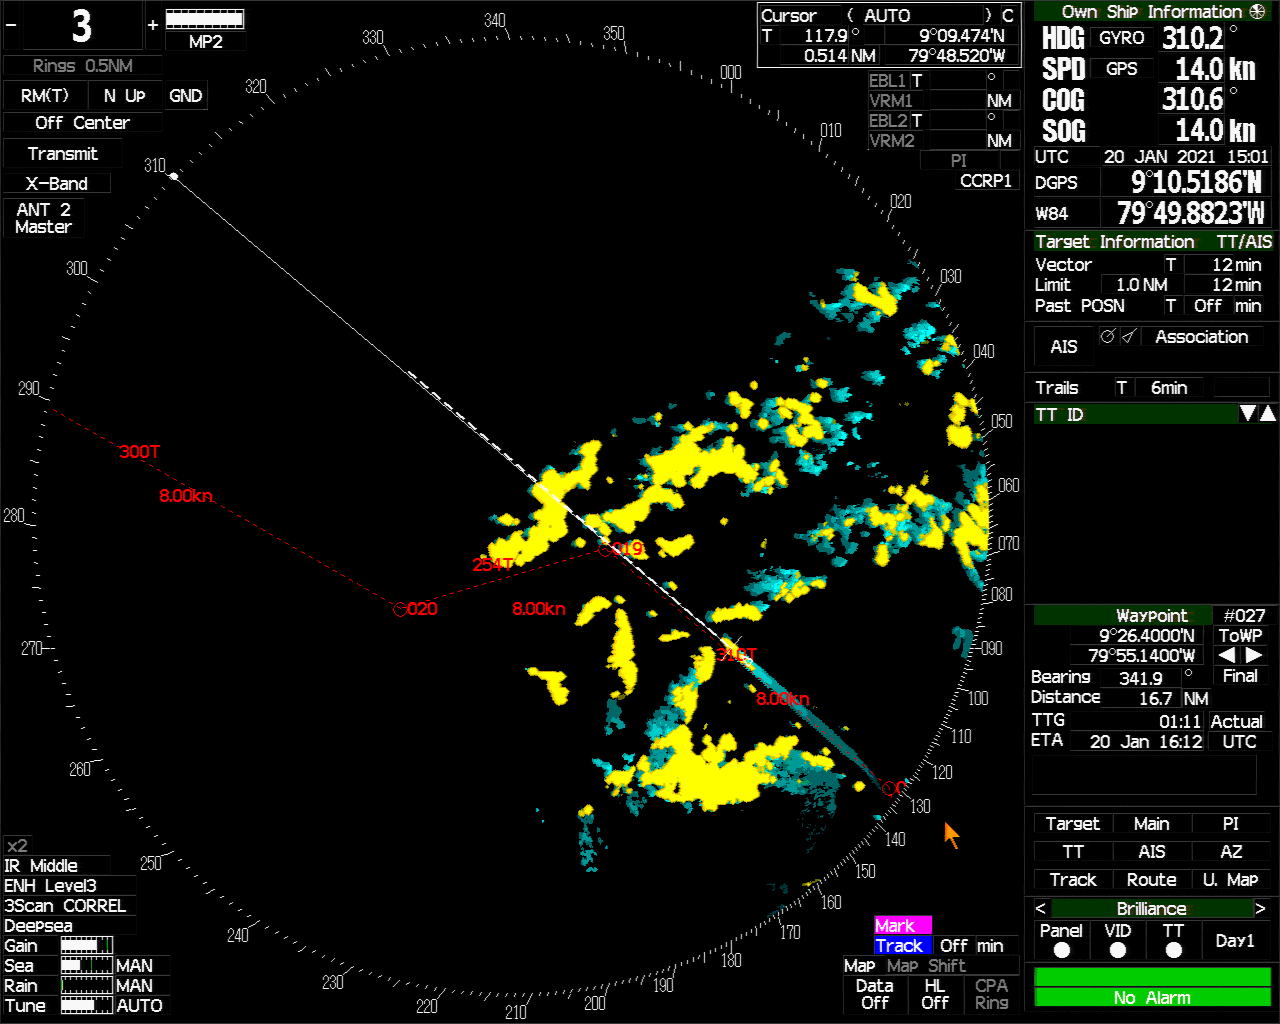 - 3 +
MP2
Rings 0.5NM
RM(T) N Up GND
Off Center
Transmit
X-Band
ANT 2
Master
Cursor ( AUTO ) C
T 117.9° 9°09.474'N
0.514 NM 79°48.520'W
EBL1 T °
VRM1 NM
EBL2 T °
VRM2 NM
PI
CCRP1
340
350
330
000
320
010
310
020
300
030
290
040
050
280
060
070
270
080
090
260
100
110
250
120
130
240
140
150
230
160
220
170
210
200
190
180
300T
8.00kn
254T
019
020
8.00kn
310T
8.00kn
x2
IR Middle
ENH Level3
3Scan CORREL
Deepsea
Gain
Sea MAN
Rain MAN
Tune AUTO
Mark
Track Off min
Map Map Shift
Data Off HL Off CPA Ring
Own Ship Information
HDG GYRO 310.2°
SPD GPS 14.0 kn
COG 310.6°
SOG 14.0 kn
UTC 20 JAN 2021 15:01
DGPS 9°10.5186'N
W84 79°49.8823'W
Target Information TT/AIS
Vector T 12 min
Limit 1.0 NM 12 min
Past POSN T Off min
AIS Association
Trails T 6min
TT ID ▼▲
Waypoint #027
9°26.4000'N ToWP
79°55.1400'W ◀ ▶
Bearing 341.9° Final
Distance 16.7 NM
TTG 01:11 Actual
ETA 20 Jan 16:12 UTC
Target Main PI
TT AIS AZ
Track Route U. Map
< Brilliance >
Panel VID TT Day1
No Alarm